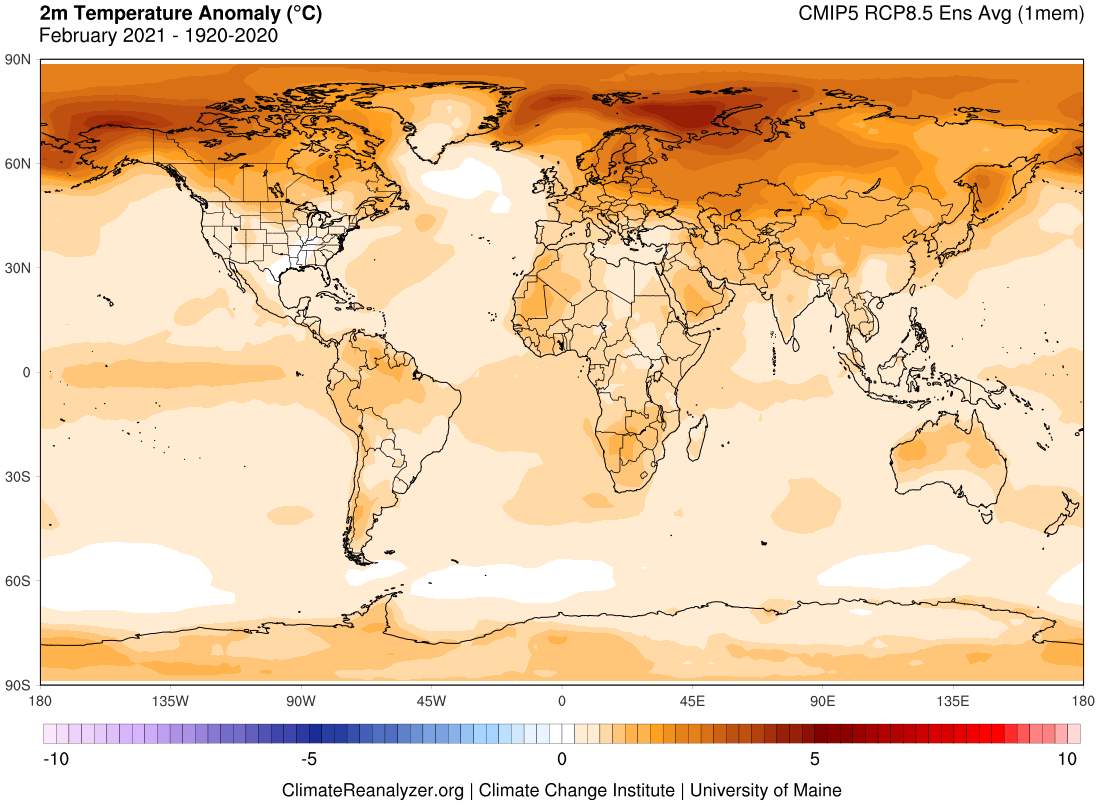 2m Temperature Anomaly (°C)
CMIP5 RCP8.5 Ens Avg (1mem)
February 2021 - 1920-2020
90N
60N
30N
0
30S
60S
90S
180 135W 90W 45W 0 45E 90E 135E 180
-10 -5 0 5 10
ClimateReanalyzer.org | Climate Change Institute | University of Maine